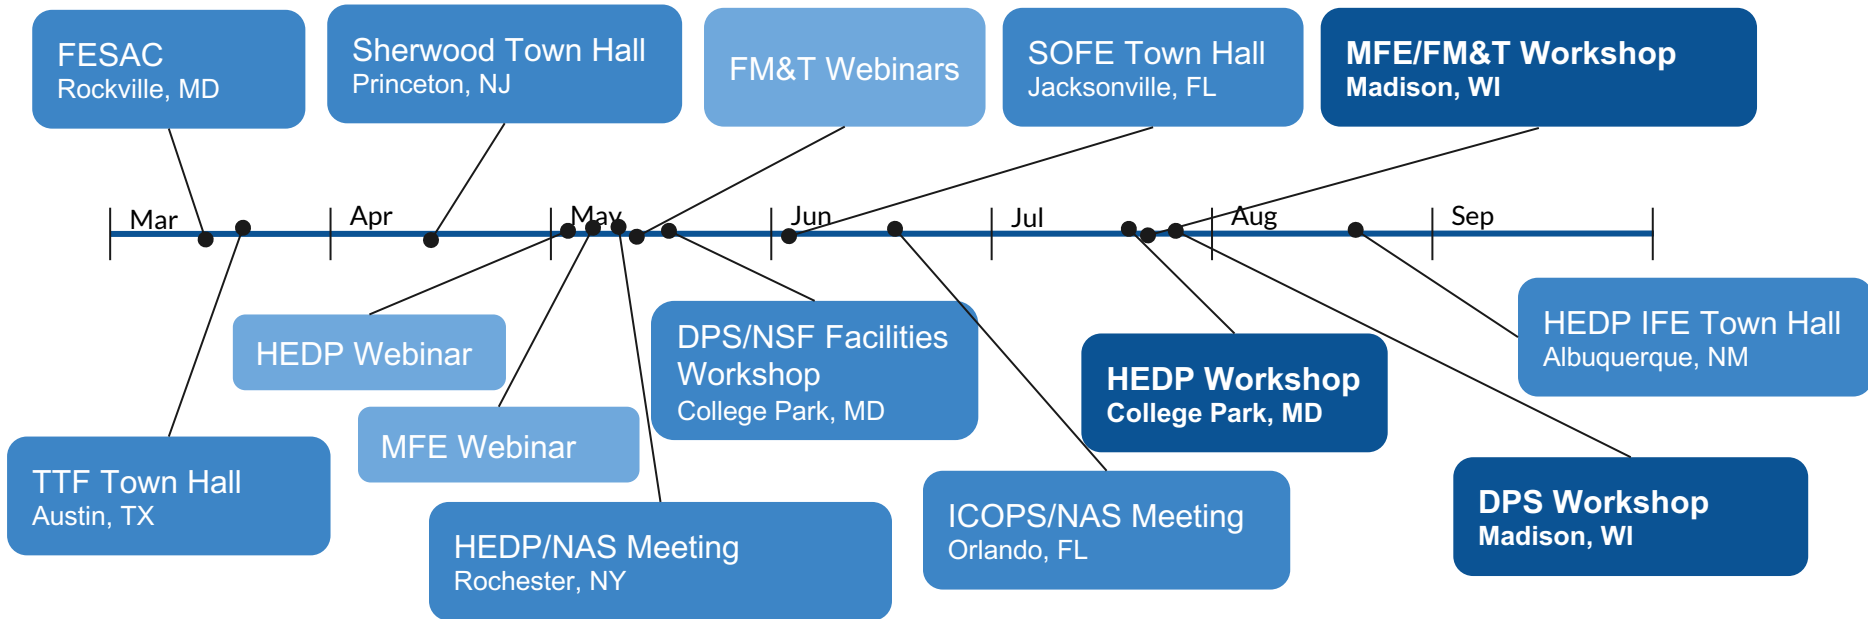 FESAC
Rockville, MD
Sherwood Town Hall
Princeton, NJ
FM&T Webinars
SOFE Town Hall
Jacksonville, FL
MFE/FM&T Workshop
Madison, WI
Mar
Apr
May
Jun
Jul
Aug
Sep
HEDP Webinar
MFE Webinar
DPS/NSF Facilities
Workshop
College Park, MD
HEDP Workshop
College Park, MD
HEDP IFE Town Hall
Albuquerque, NM
TTF Town Hall
Austin, TX
HEDP/NAS Meeting
Rochester, NY
ICOPS/NAS Meeting
Orlando, FL
DPS Workshop
Madison, WI